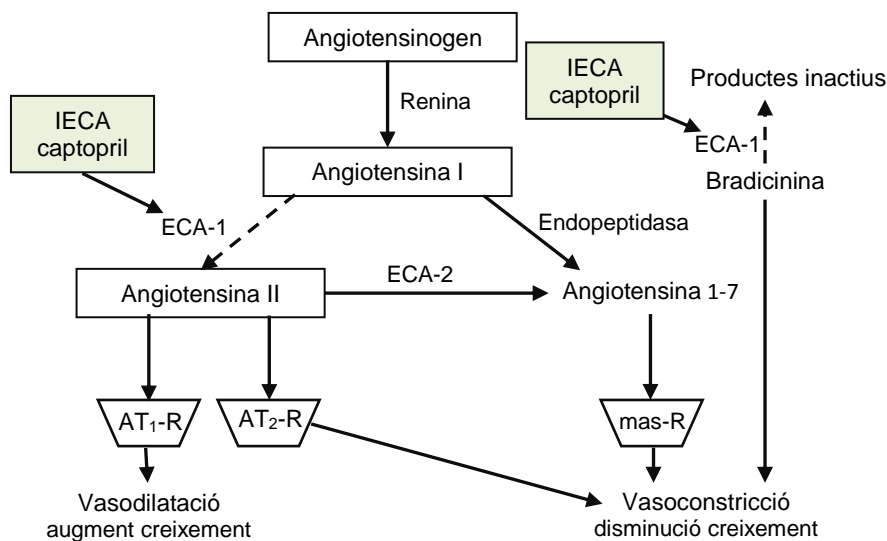 Angiotensinogen
IECA
captopril
Productes inactius
Renina
IECA
captopril
ECA-1
Angiotensina I
Bradicinina
ECA-1
Endopeptidasa
Angiotensina II
ECA-2
Angiotensina 1-7
AT₁-R
AT₂-R
mas-R
Vasodilatació
augment creixement
Vasoconstricció
disminució creixement